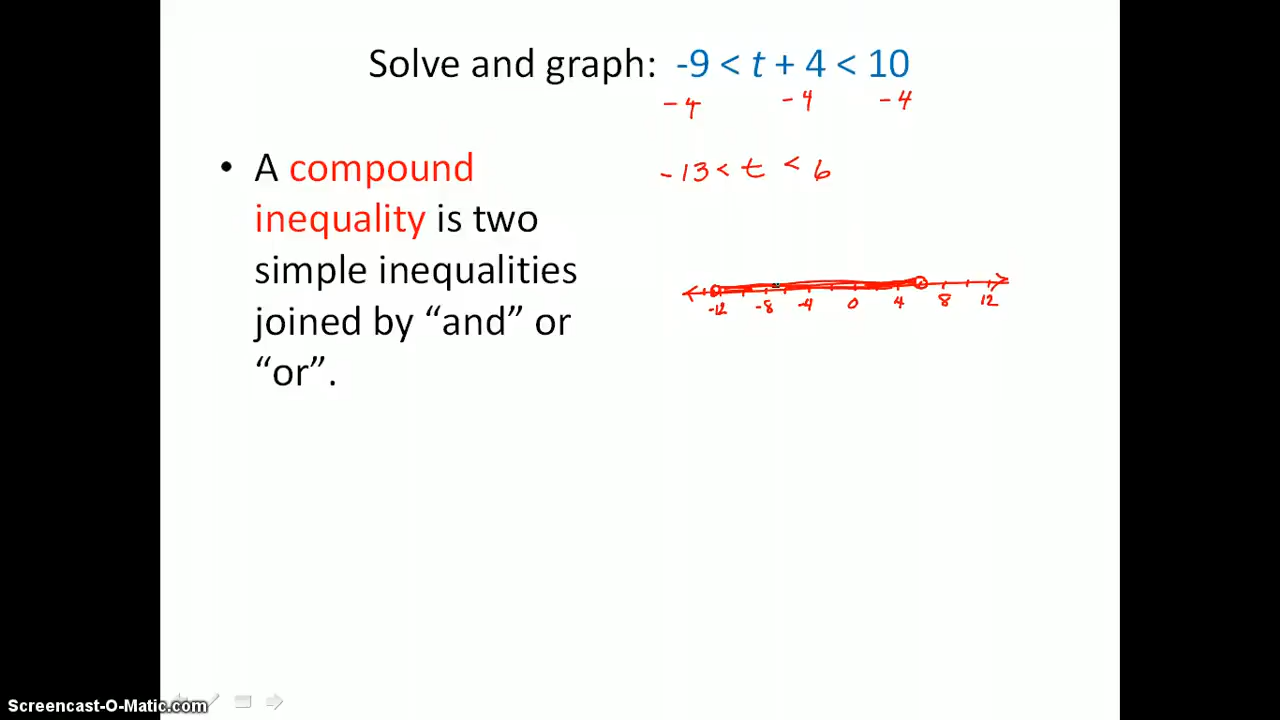 Solve and graph: -9 < t + 4 < 10
- 4 - 4 - 4
• A compound
inequality is two
simple inequalities
joined by “and” or
“or”.
- 13 < t < 6
-12 -8 -4 0 4 8 12
Screencast-O-Matic.com